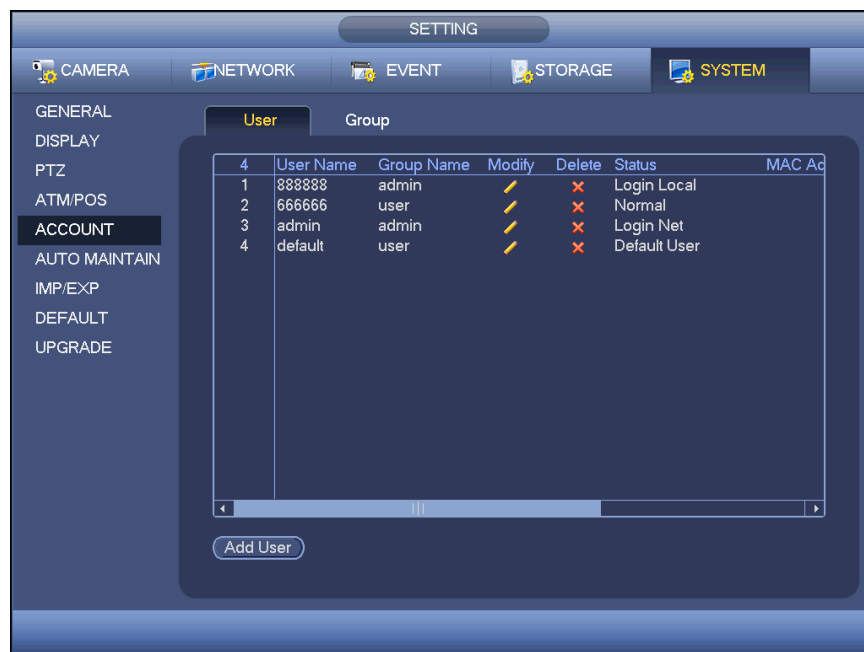 SETTING
CAMERA NETWORK EVENT STORAGE SYSTEM
GENERAL
DISPLAY
PTZ
ATM/POS
ACCOUNT
AUTO MAINTAIN
IMP/EXP
DEFAULT
UPGRADE
User Group
4 User Name Group Name Modify Delete Status MAC Ad
1 888888 admin Login Local
2 666666 user Normal
3 admin admin Login Net
4 default user Default User
Add User